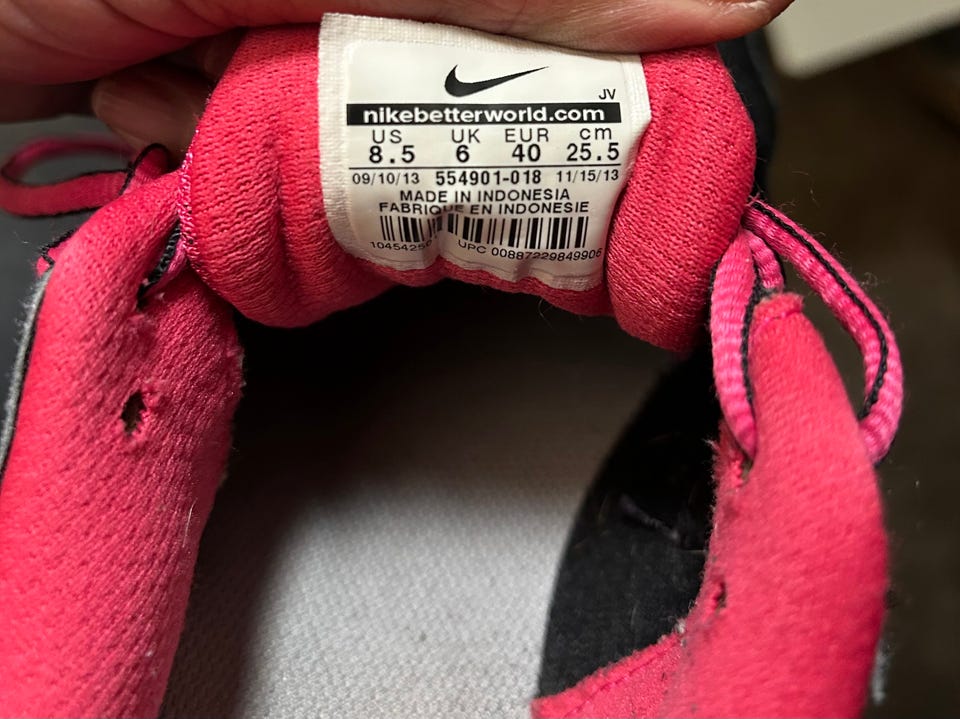 JV
nikebetterworld.com
US UK EUR cm
8.5 6 40 25.5
09/10/13 554901-018 11/15/13
MADE IN INDONESIA
FABRIQUE EN INDONESIE
UPC 00887229849906